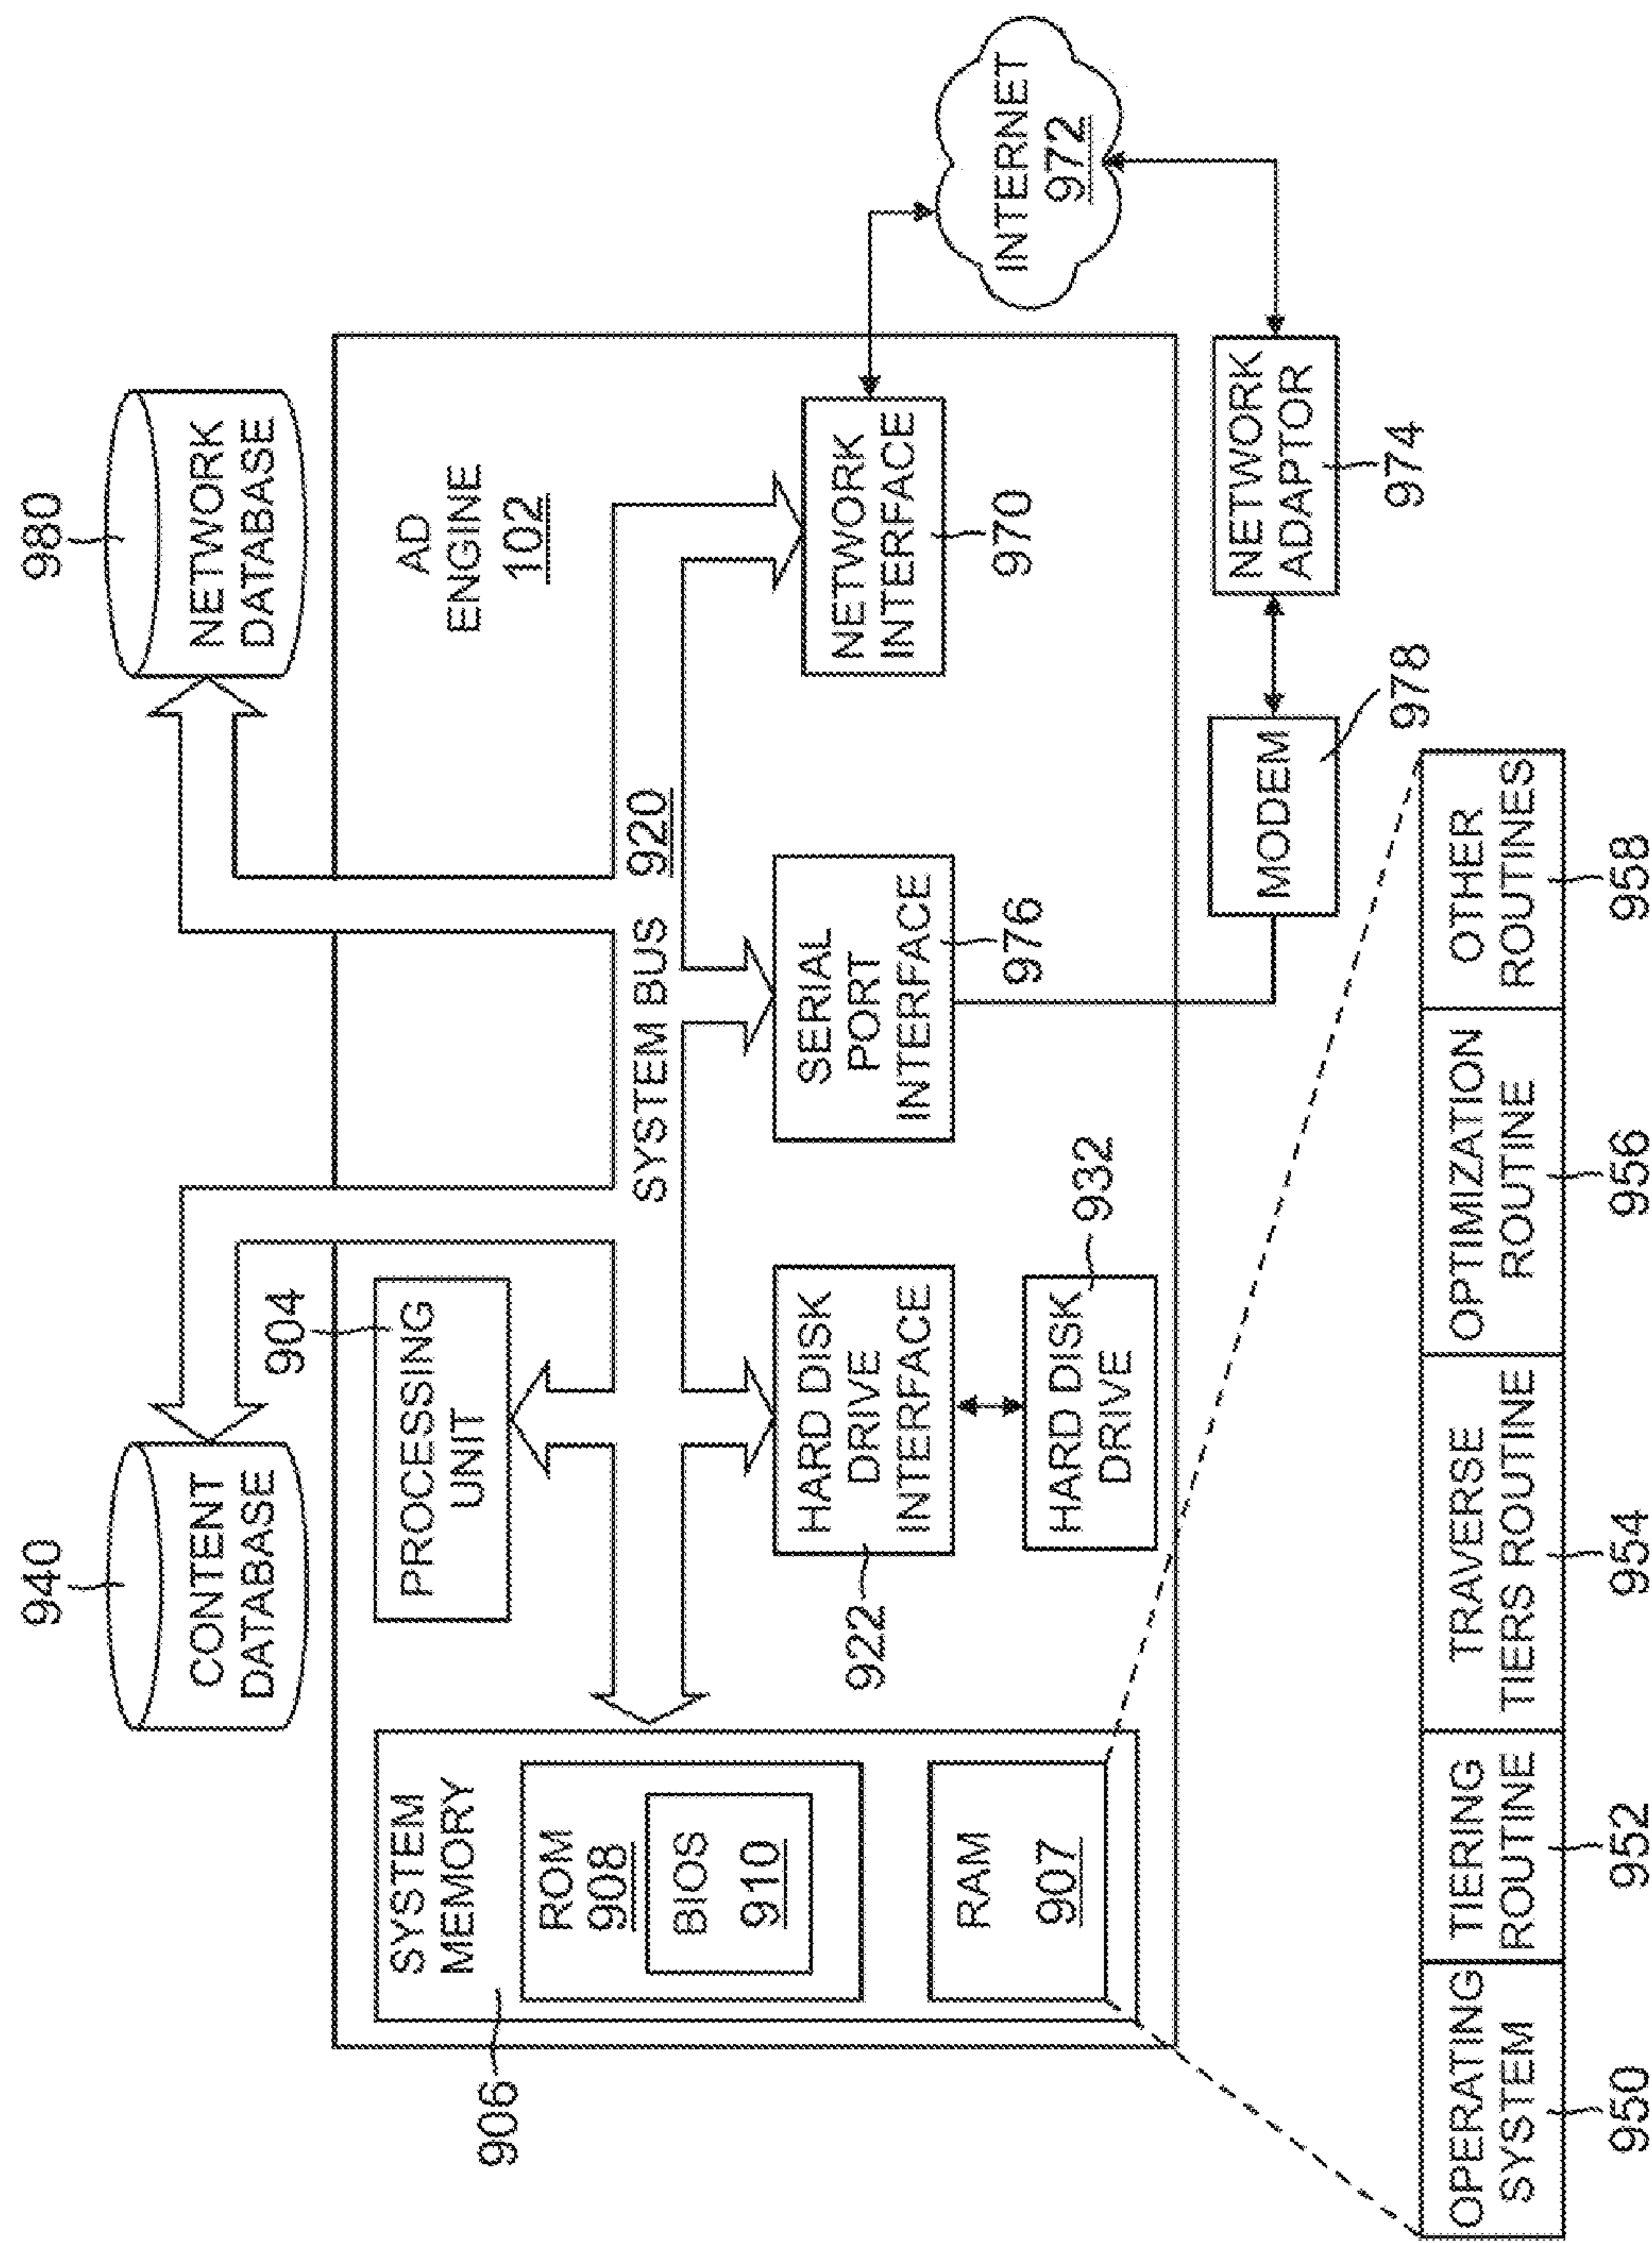 940
CONTENT
DATABASE
980
NETWORK
DATABASE
904
PROCESSING
UNIT
AD
ENGINE
102
906
SYSTEM
MEMORY
ROM
908
BIOS
910
RAM
907
SYSTEM BUS 920
922
HARD DISK
DRIVE
INTERFACE
HARD DISK
DRIVE
932
SERIAL
PORT
INTERFACE
976
NETWORK
INTERFACE
970
INTERNET
972
MODEM
978
NETWORK
ADAPTOR
974
OPERATING
SYSTEM
950
TIERING
ROUTINE
952
TRAVERSE
TIERS ROUTINE
954
OPTIMIZATION
ROUTINE
956
OTHER
ROUTINES
958